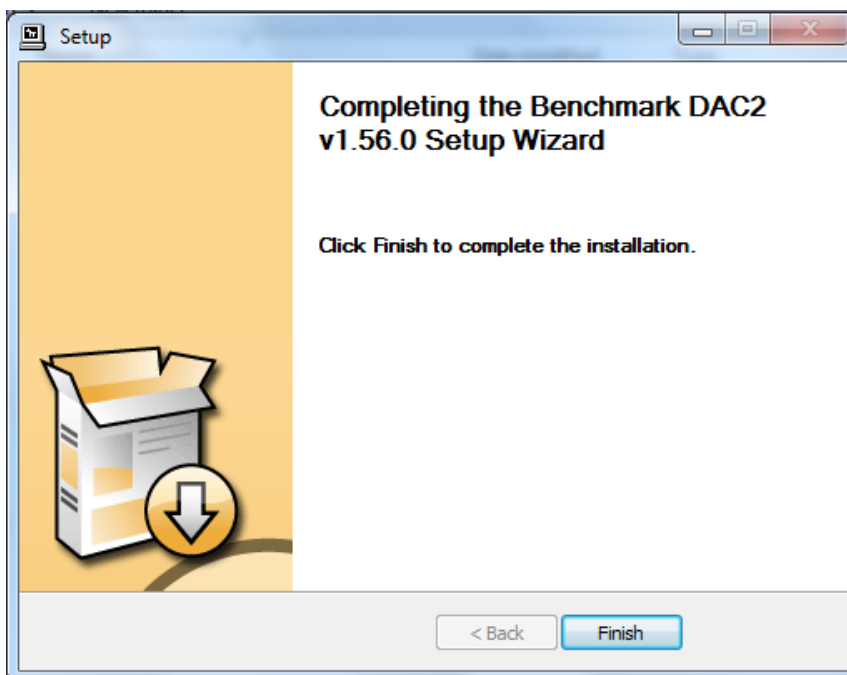 Setup
Completing the Benchmark DAC2
v1.56.0 Setup Wizard
Click Finish to complete the installation.
< Back
Finish